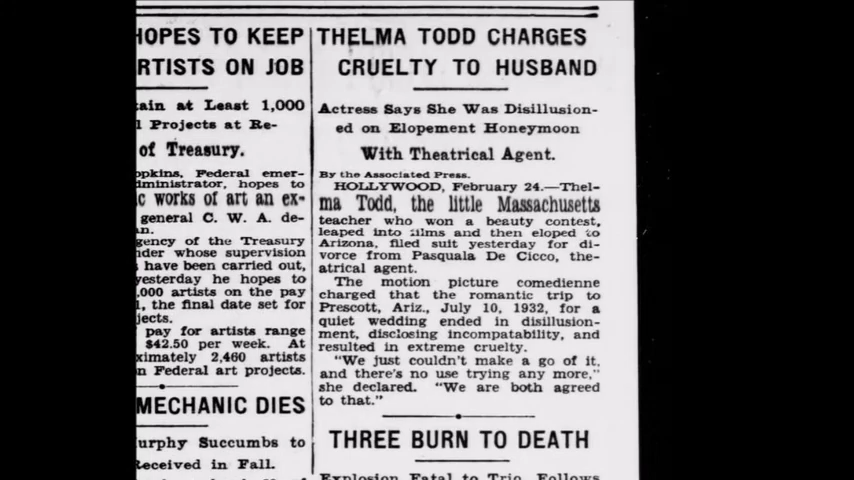 HOPES TO KEEP
RTISTS ON JOB
ain at Least 1,000
l Projects at Re-
of Treasury.
opkins, Federal emer-
dministrator, hopes to
c works of art an ex-
general C. W. A. de-
an.
gency of the Treasury
nder whose supervision
have been carried out,
yesterday he hopes to
,000 artists on the pay
1, the final date set for
jects.
pay for artists range
$42.50 per week. At
ximately 2,460 artists
n Federal art projects.
MECHANIC DIES
urphy Succumbs to
Received in Fall.
THELMA TODD CHARGES
CRUELTY TO HUSBAND
Actress Says She Was Disillusion-
ed on Elopement Honeymoon
With Theatrical Agent.
By the Associated Press.
HOLLYWOOD, February 24.—Thel-
ma Todd, the little Massachusetts
teacher who won a beauty contest,
leaped into films and then eloped to
Arizona, filed suit yesterday for di-
vorce from Pasquala De Cicco, the-
atrical agent.
The motion picture comedienne
charged that the romantic trip to
Prescott, Ariz., July 10, 1932, for a
quiet wedding ended in disillusion-
ment, disclosing incompatability, and
resulted in extreme cruelty.
"We just couldn't make a go of it,
and there's no use trying any more,"
she declared. "We are both agreed
to that."
THREE BURN TO DEATH
Explosion Fatal to Trio, Follows